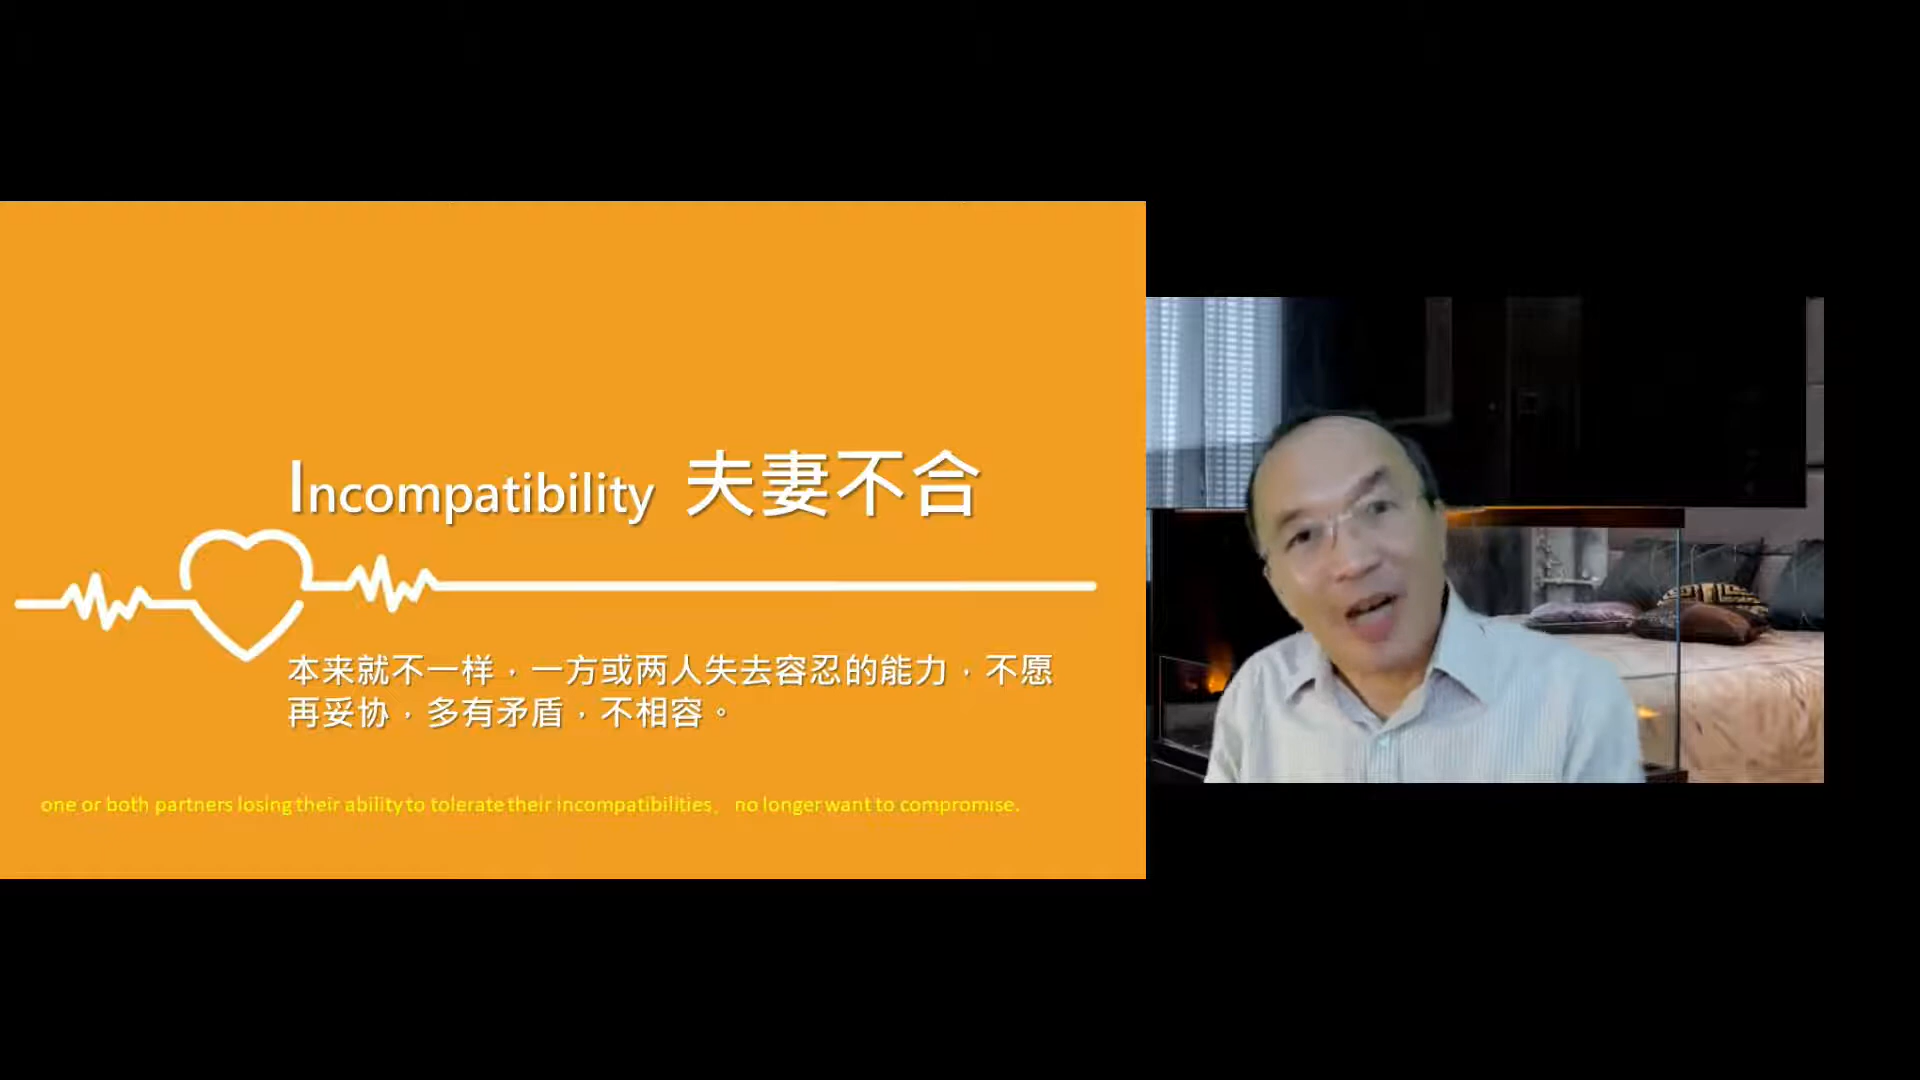 Incompatibility 夫妻不合
本来就不一样，一方或两人失去容忍的能力，不愿
再妥协，多有矛盾，不相容。
one or both partners losing their ability to tolerate their incompatibilities， no longer want to compromise.